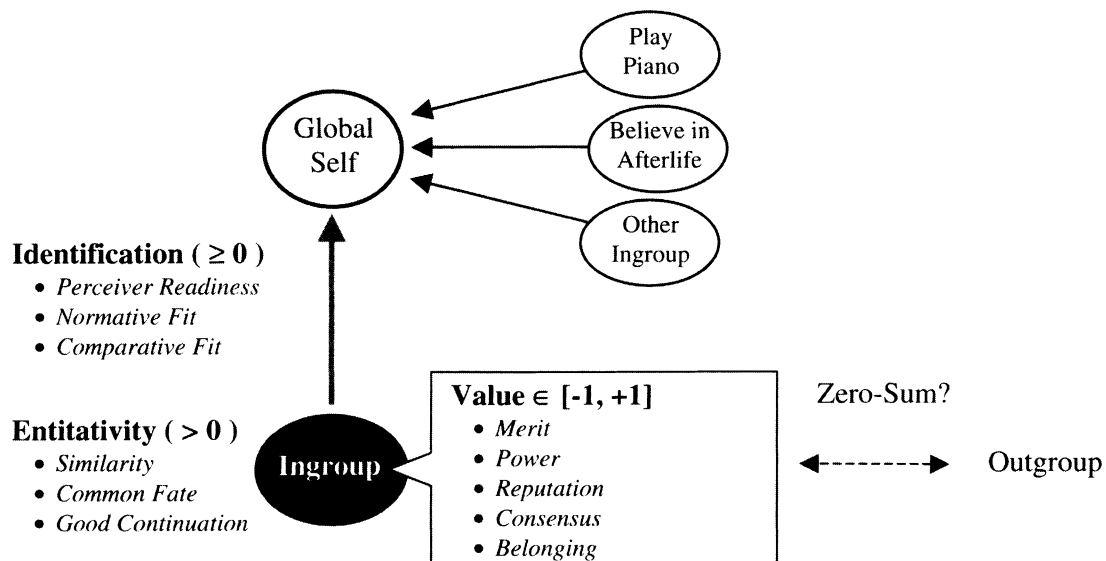 Play
Piano
Global
Self
Believe in
Afterlife
Other
Ingroup
Identification ( ≥ 0 )
• Perceiver Readiness
• Normative Fit
• Comparative Fit
Value ∈ [-1, +1]
• Merit
• Power
• Reputation
• Consensus
• Belonging
Zero-Sum?
Entitativity ( > 0 )
• Similarity
• Common Fate
• Good Continuation
Ingroup
Outgroup